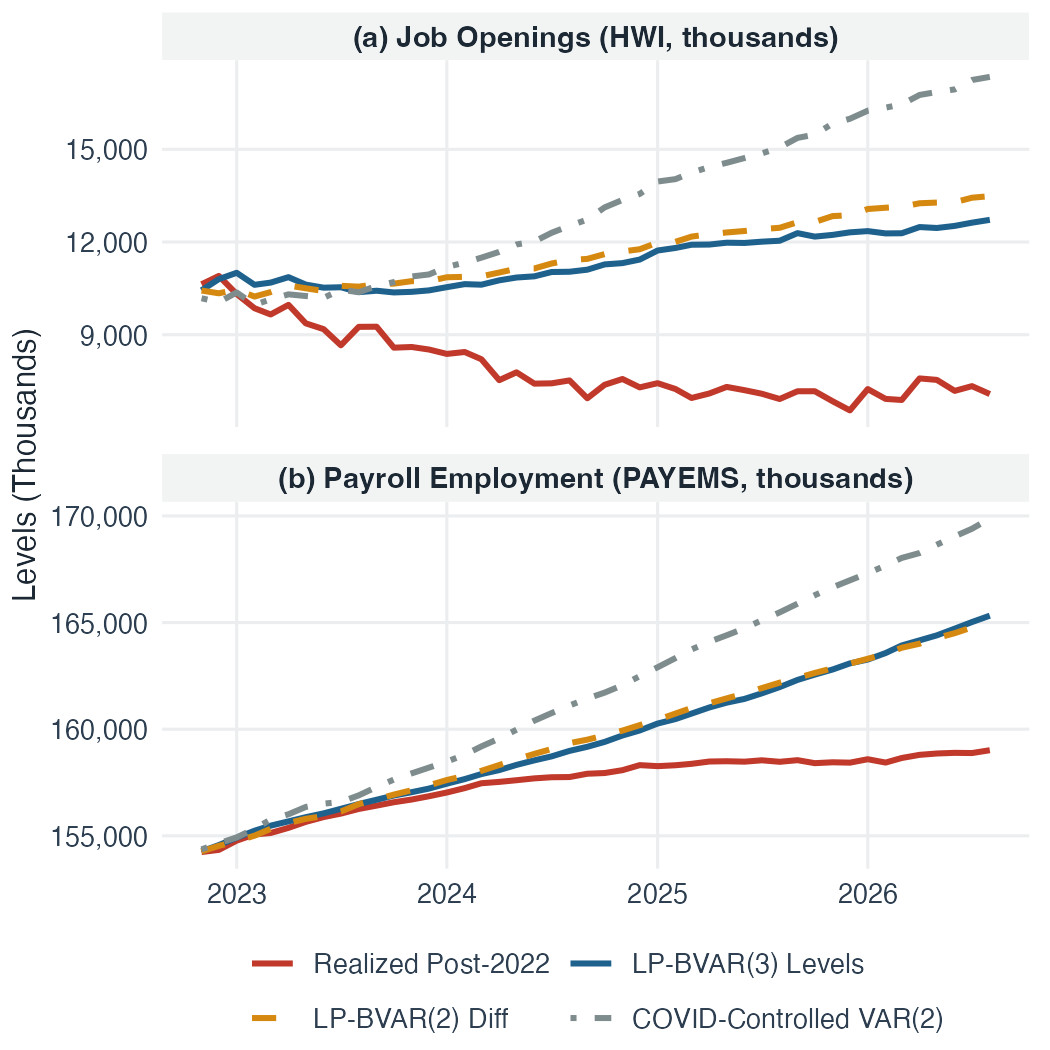 (a) Job Openings (HWI, thousands)
15,000
12,000
9,000
Levels (Thousands)
(b) Payroll Employment (PAYEMS, thousands)
170,000
165,000
160,000
155,000
2023 2024 2025 2026
Realized Post-2022 LP-BVAR(3) Levels
LP-BVAR(2) Diff COVID-Controlled VAR(2)